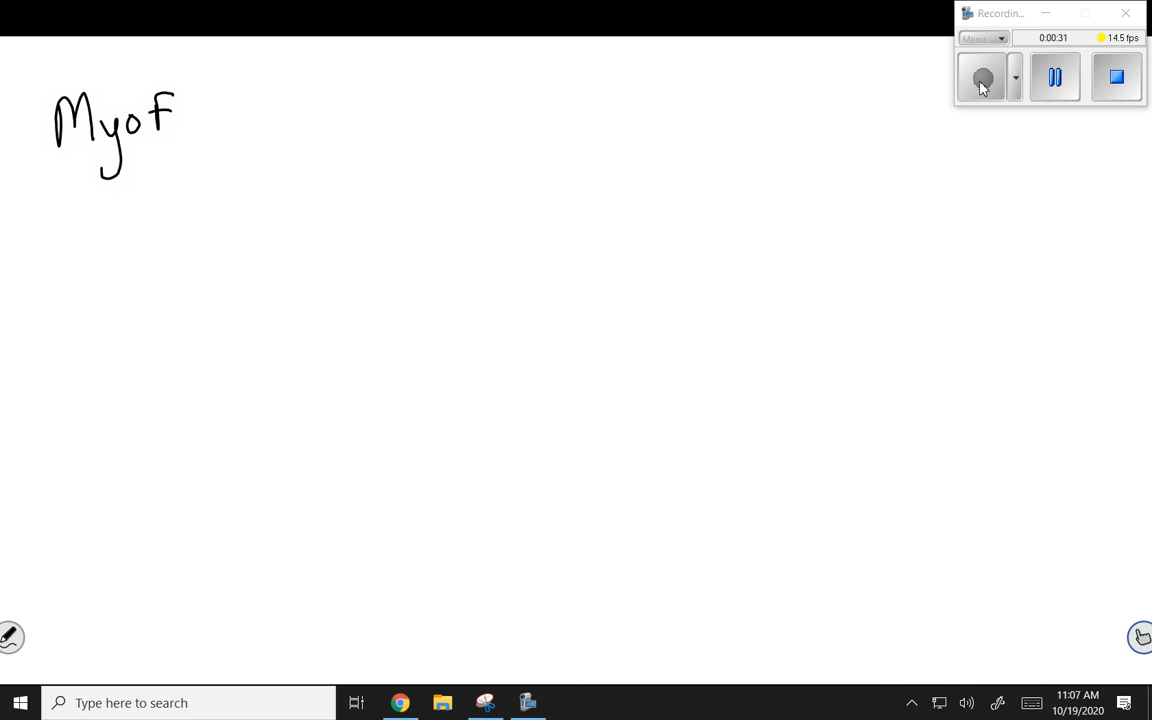 Recordin...
Menu
0:00:31
14.5 fps
MyoF
Type here to search
11:07 AM
10/19/2020